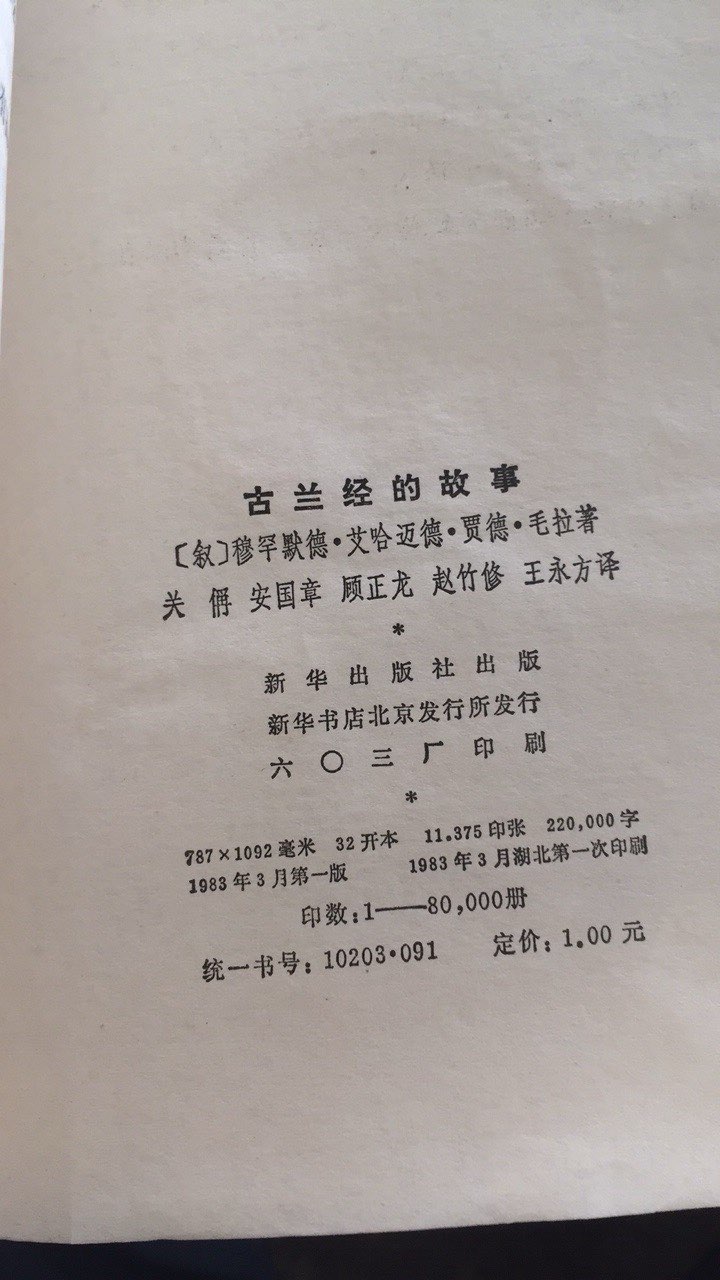 古兰经的故事
〔叙〕穆罕默德·艾哈迈德·贾德·毛拉著
关偁 安国章 顾正龙 赵竹修 王永方译
*
新华出版社出版
新华书店北京发行所发行
六〇三厂印刷
*
787×1092毫米 32开本 11.375印张 220,000字
1983年3月第一版 1983年3月湖北第一次印刷
印数:1——80,000册
统一书号:10203·091 定价:1.00元